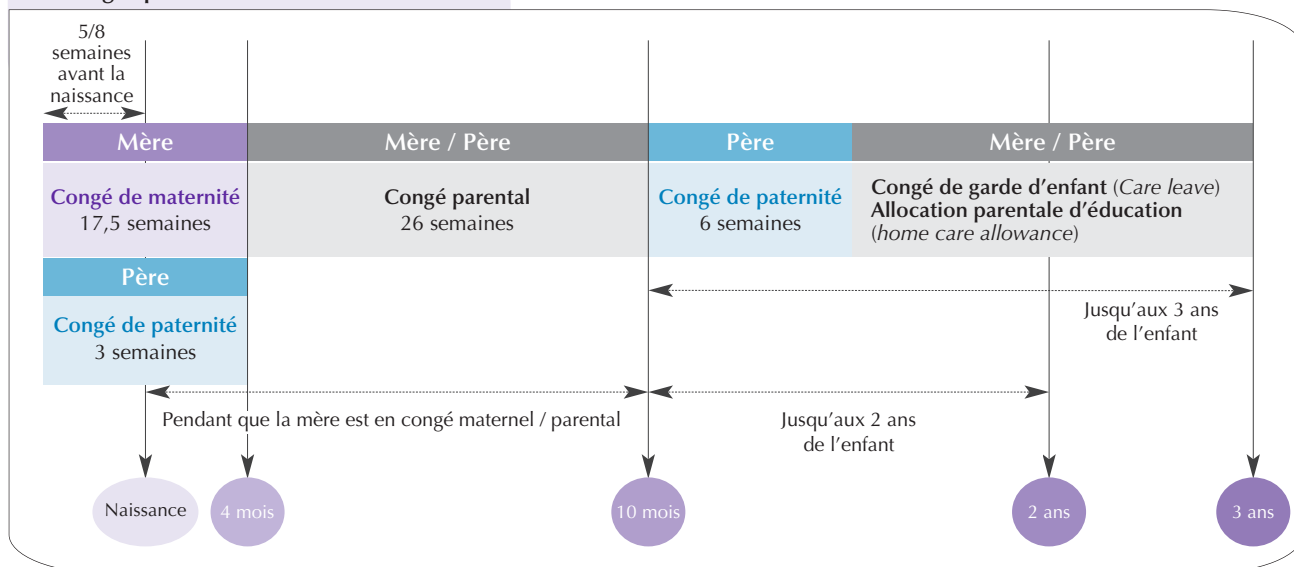 5/8
semaines
avant la
naissance
Mère
Mère / Père
Père
Mère / Père
Congé de maternité
17,5 semaines
Congé parental
26 semaines
Congé de paternité
6 semaines
Congé de garde d'enfant (Care leave)
Allocation parentale d'éducation
(home care allowance)
Père
Congé de paternité
3 semaines
Jusqu'aux 3 ans
de l'enfant
Pendant que la mère est en congé maternel / parental
Jusqu'aux 2 ans
de l'enfant
Naissance
4 mois
10 mois
2 ans
3 ans